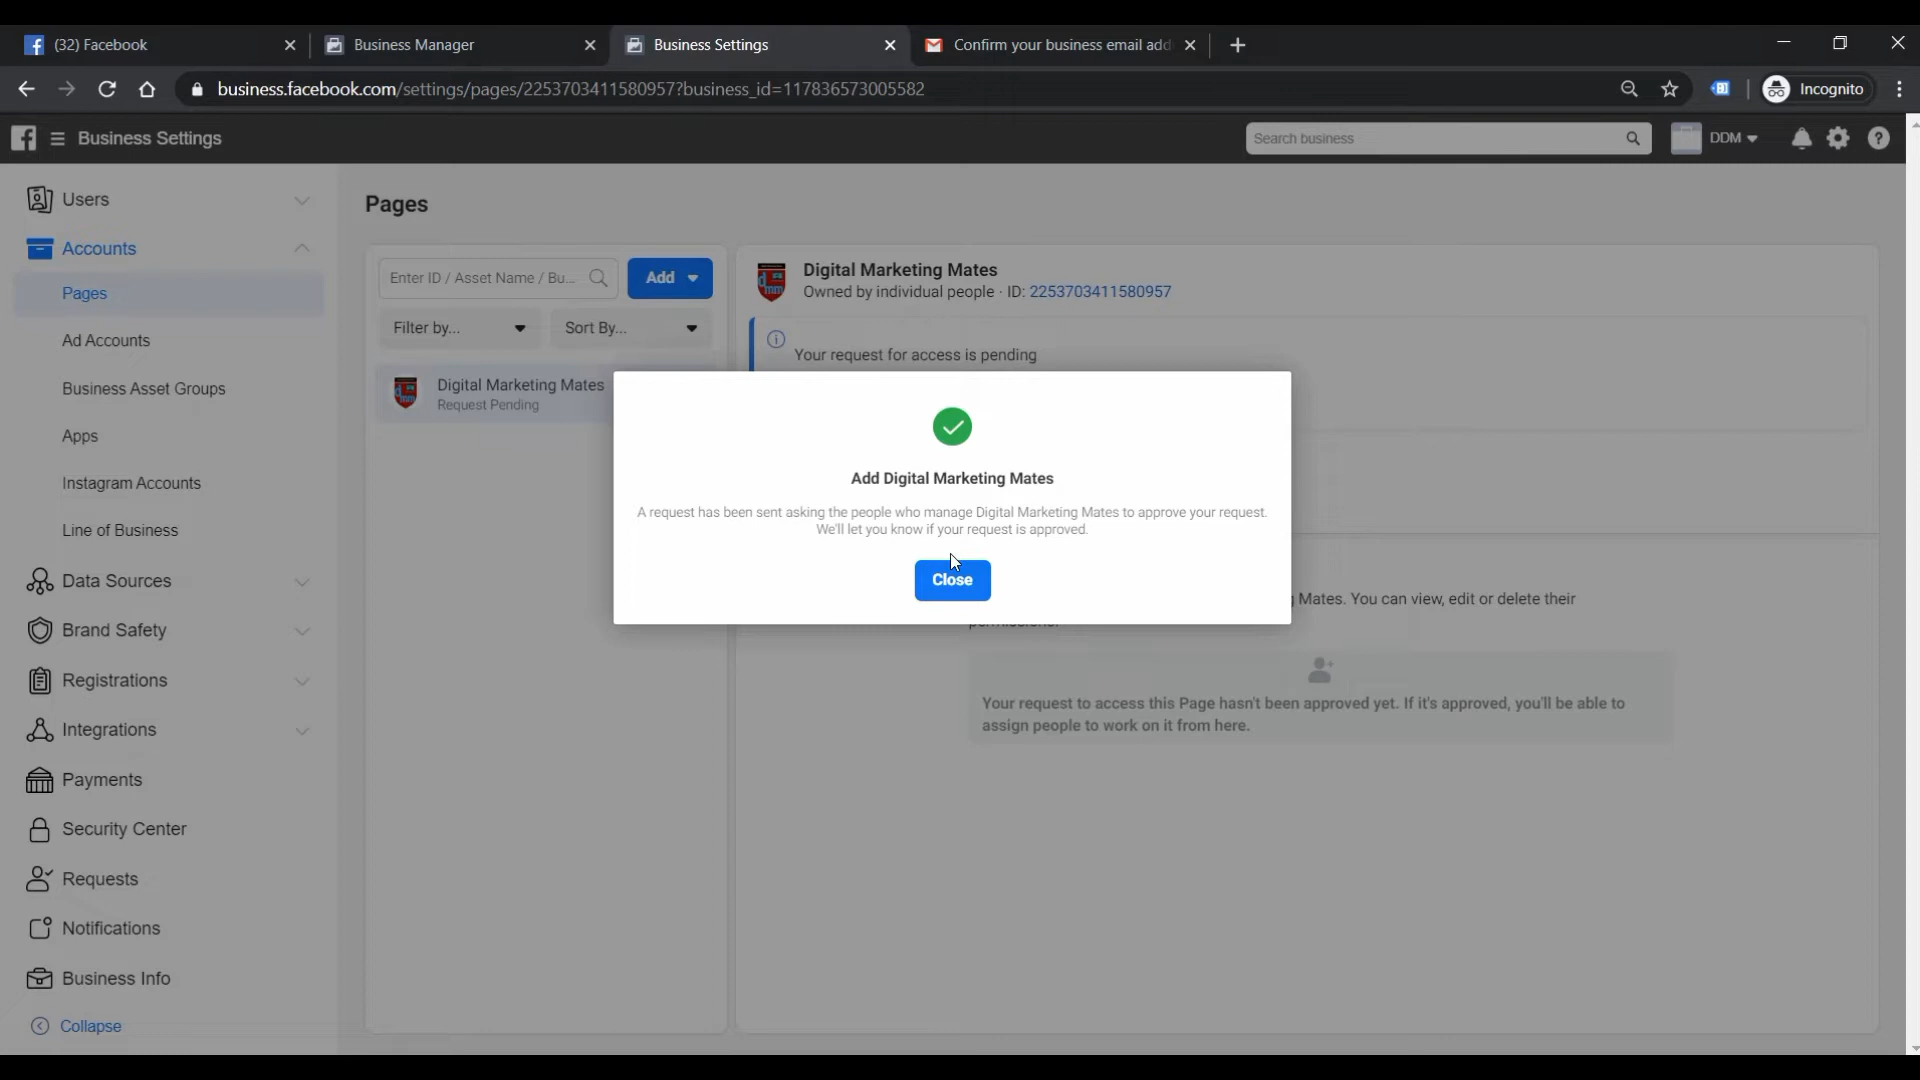 (32) Facebook
Business Manager
Business Settings
Confirm your business email add
business.facebook.com/settings/pages/2253703411580957?business_id=117836573005582
Incognito
Business Settings
Search business
DDM
Users
Accounts
Pages
Ad Accounts
Business Asset Groups
Apps
Instagram Accounts
Line of Business
Data Sources
Brand Safety
Registrations
Integrations
Payments
Security Center
Requests
Notifications
Business Info
Collapse
Pages
Enter ID / Asset Name / Bu...
Add
Filter by...
Sort By...
Digital Marketing Mates
Request Pending
Digital Marketing Mates
Owned by individual people · ID: 2253703411580957
Your request for access is pending
Add Digital Marketing Mates
A request has been sent asking the people who manage Digital Marketing Mates to approve your request.
We'll let you know if your request is approved.
Close
Mates. You can view, edit or delete their
Your request to access this Page hasn't been approved yet. If it's approved, you'll be able to
assign people to work on it from here.